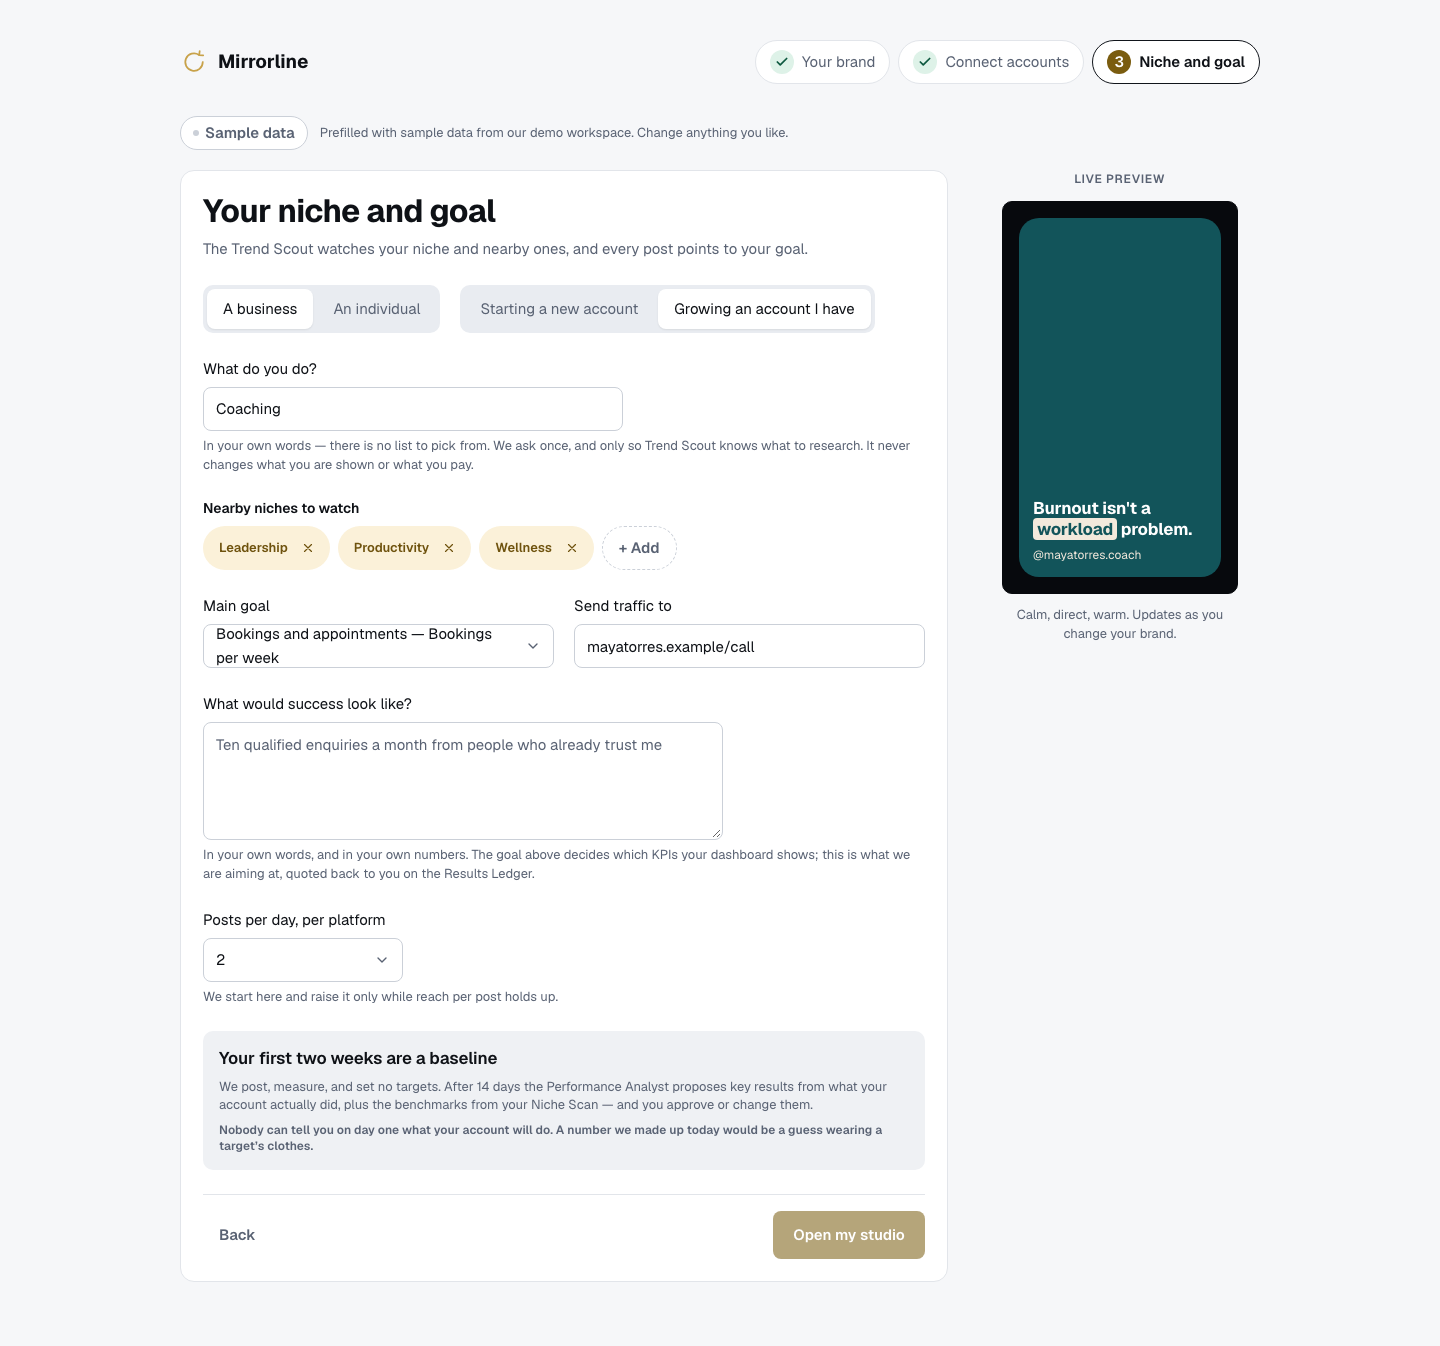 Mirrorline
Your brand
Connect accounts
3 Niche and goal
Sample data
Prefilled with sample data from our demo workspace. Change anything you like.
Your niche and goal
The Trend Scout watches your niche and nearby ones, and every post points to your goal.
A business
An individual
Starting a new account
Growing an account I have
What do you do?
Coaching
In your own words — there is no list to pick from. We ask once, and only so Trend Scout knows what to research. It never
changes what you are shown or what you pay.
Nearby niches to watch
Leadership
Productivity
Wellness
+ Add
Main goal
Bookings and appointments — Bookings
per week
Send traffic to
mayatorres.example/call
What would success look like?
Ten qualified enquiries a month from people who already trust me
In your own words, and in your own numbers. The goal above decides which KPIs your dashboard shows; this is what we
are aiming at, quoted back to you on the Results Ledger.
Posts per day, per platform
2
We start here and raise it only while reach per post holds up.
Your first two weeks are a baseline
We post, measure, and set no targets. After 14 days the Performance Analyst proposes key results from what your
account actually did, plus the benchmarks from your Niche Scan — and you approve or change them.
Nobody can tell you on day one what your account will do. A number we made up today would be a guess wearing a
target's clothes.
Back
Open my studio
LIVE PREVIEW
Burnout isn't a
workload problem.
@mayatorres.coach
Calm, direct, warm. Updates as you
change your brand.